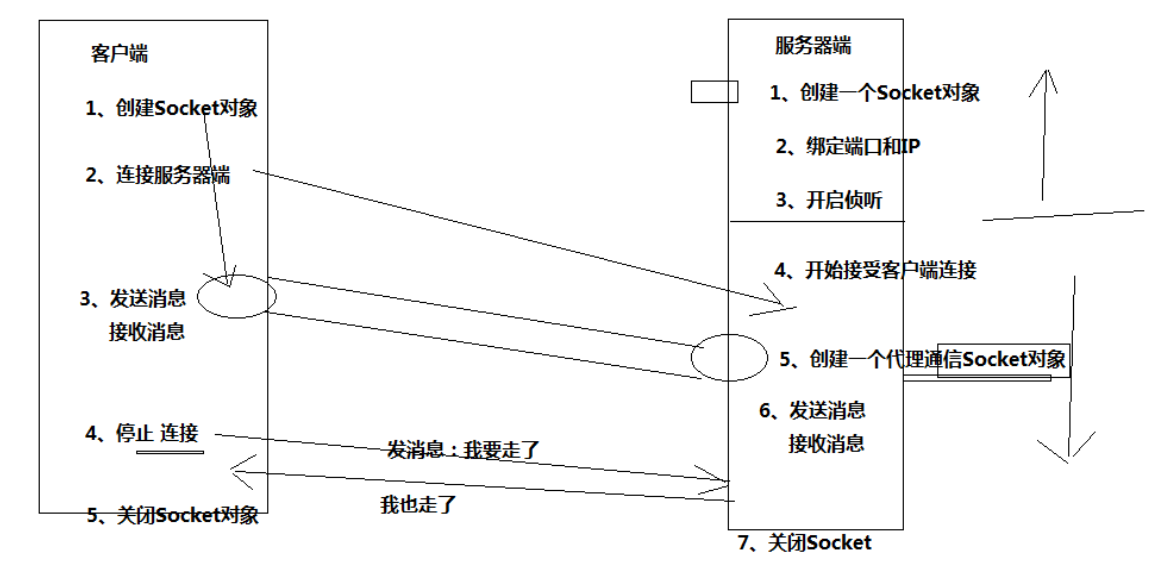 客户端
1、创建Socket对象
2、连接服务器端
3、发送消息
接收消息
4、停止 连接
5、关闭Socket对象
发消息：我要走了
我也走了
服务器端
1、创建一个Socket对象
2、绑定端口和IP
3、开启侦听
4、开始接受客户端连接
5、创建一个代理通信Socket对象
6、发送消息
接收消息
7、关闭Socket